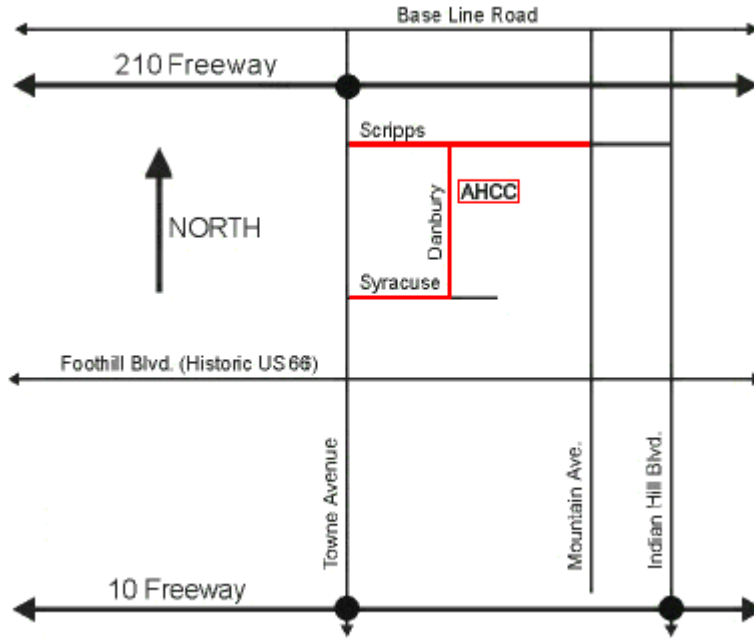 Base Line Road
210 Freeway
Scripps
AHCC
Danbury
NORTH
Syracuse
Foothill Blvd. (Historic US 66)
Towne Avenue
Mountain Ave.
Indian Hill Blvd.
10 Freeway